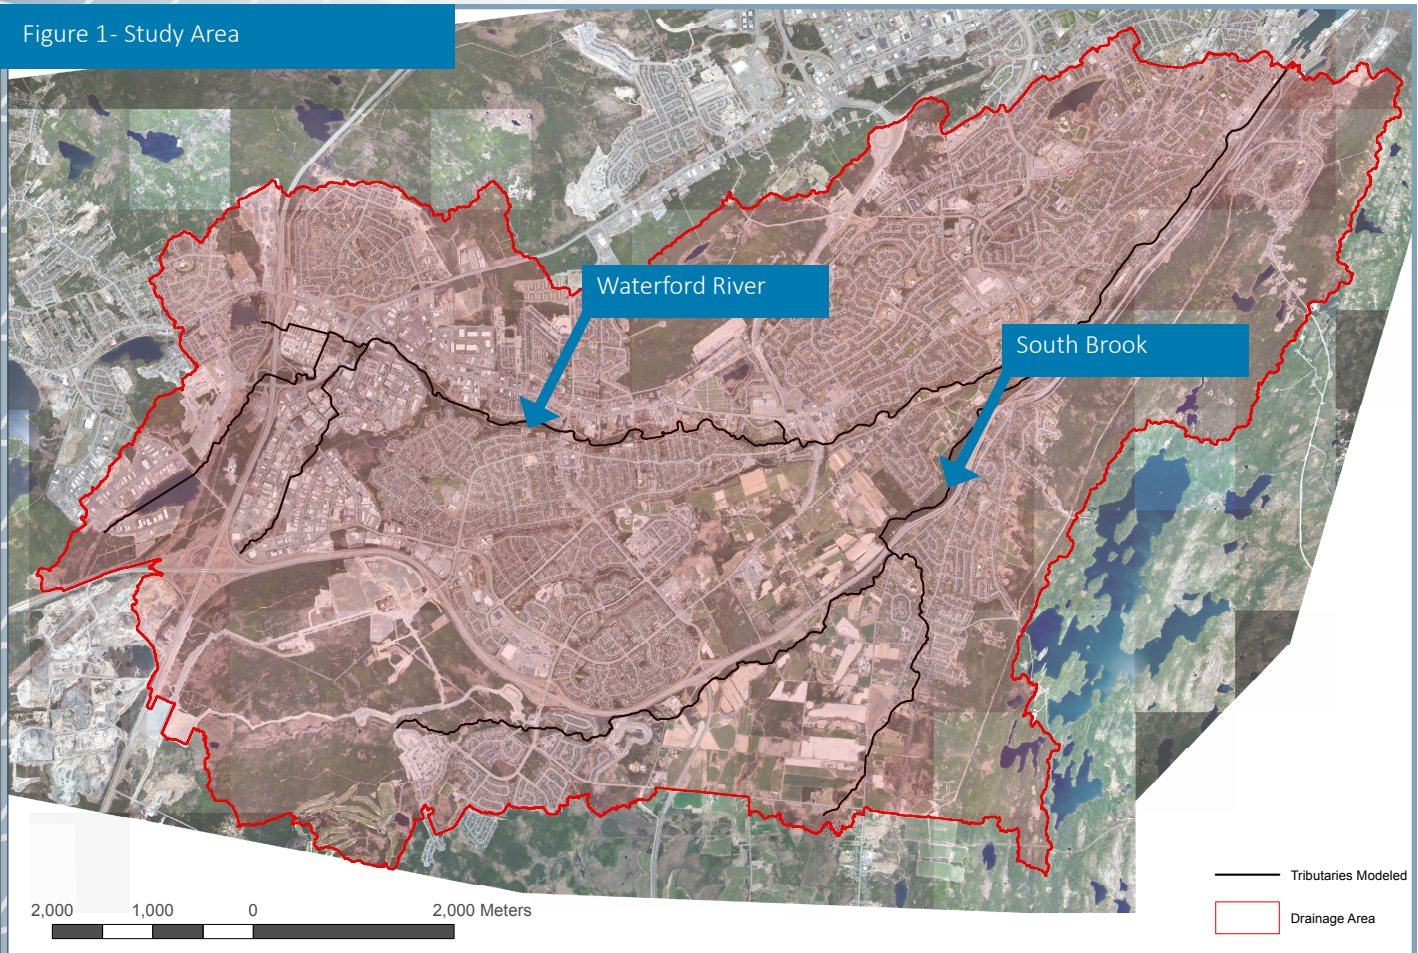 Figure 1- Study Area
Waterford River
South Brook
Tributaries Modeled
Drainage Area
2,000 1,000 0 2,000 Meters